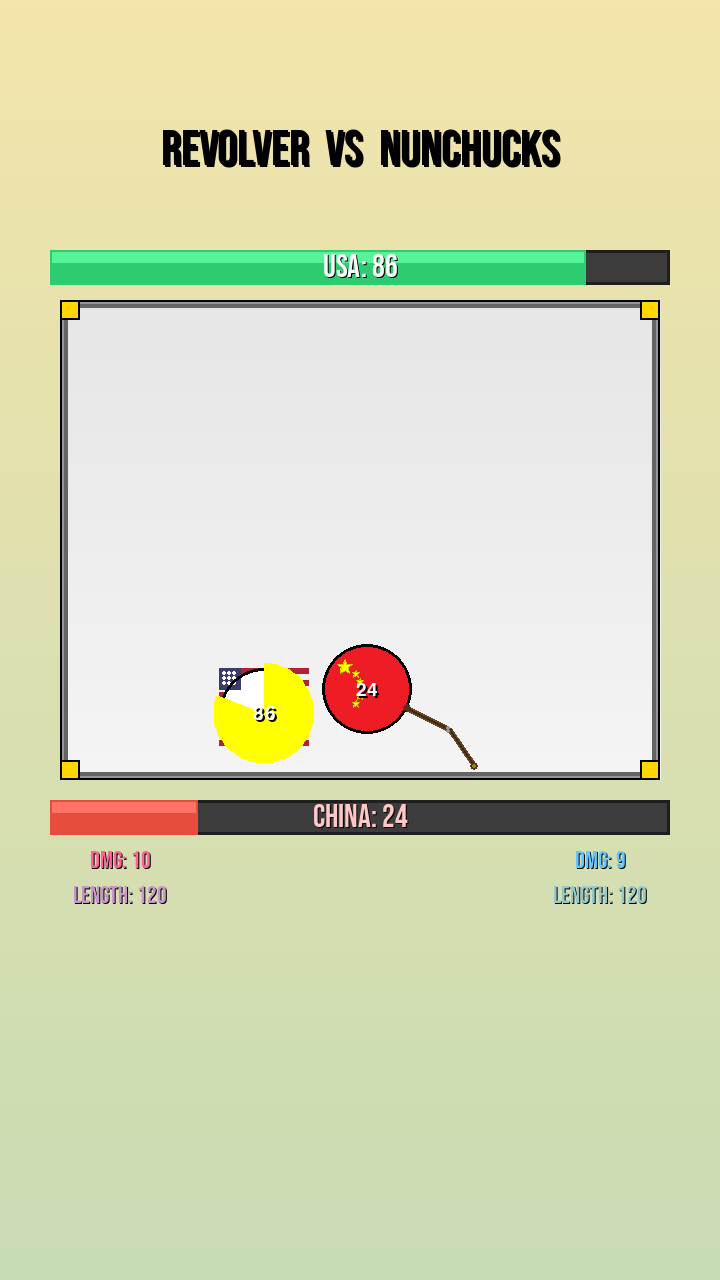 REVOLVER VS NUNCHUCKS
USA: 86
24
86
CHINA: 24
DMG: 10
DMG: 9
LENGTH: 120
LENGTH: 120